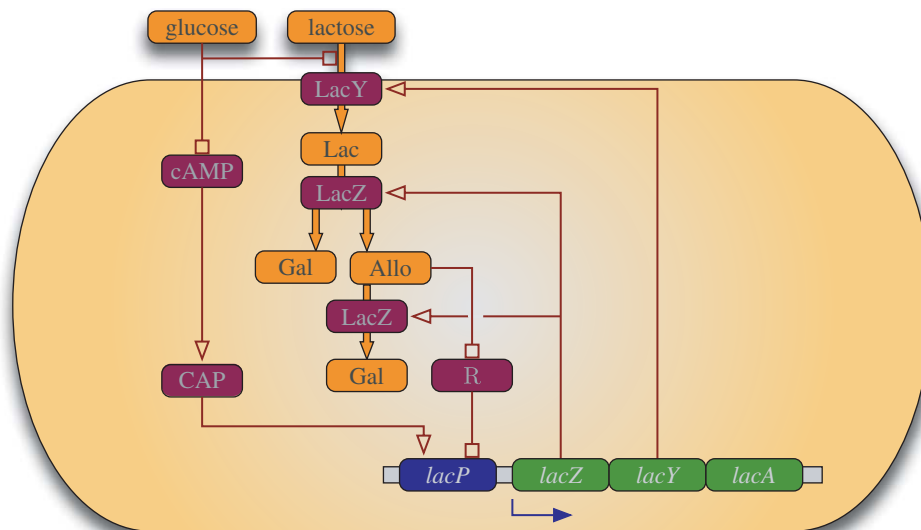 glucose
lactose
LacY
cAMP
Lac
LacZ
Gal
Allo
LacZ
CAP
Gal
R
lacP
lacZ
lacY
lacA